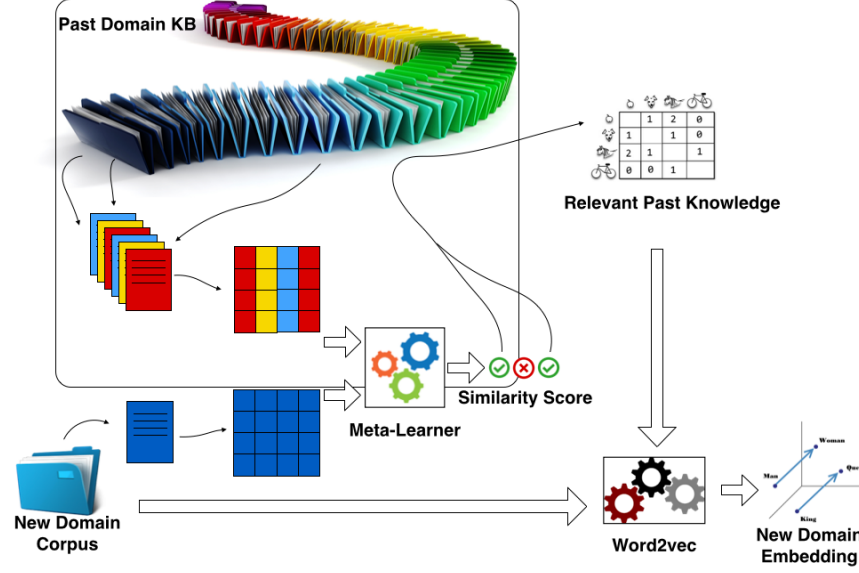 Past Domain KB
1 2 0
1 1 0
2 1 1
0 0 1
Relevant Past Knowledge
Meta-Learner
Similarity Score
New Domain
Corpus
Word2vec
Woman
Man
Que
King
New Domain
Embedding